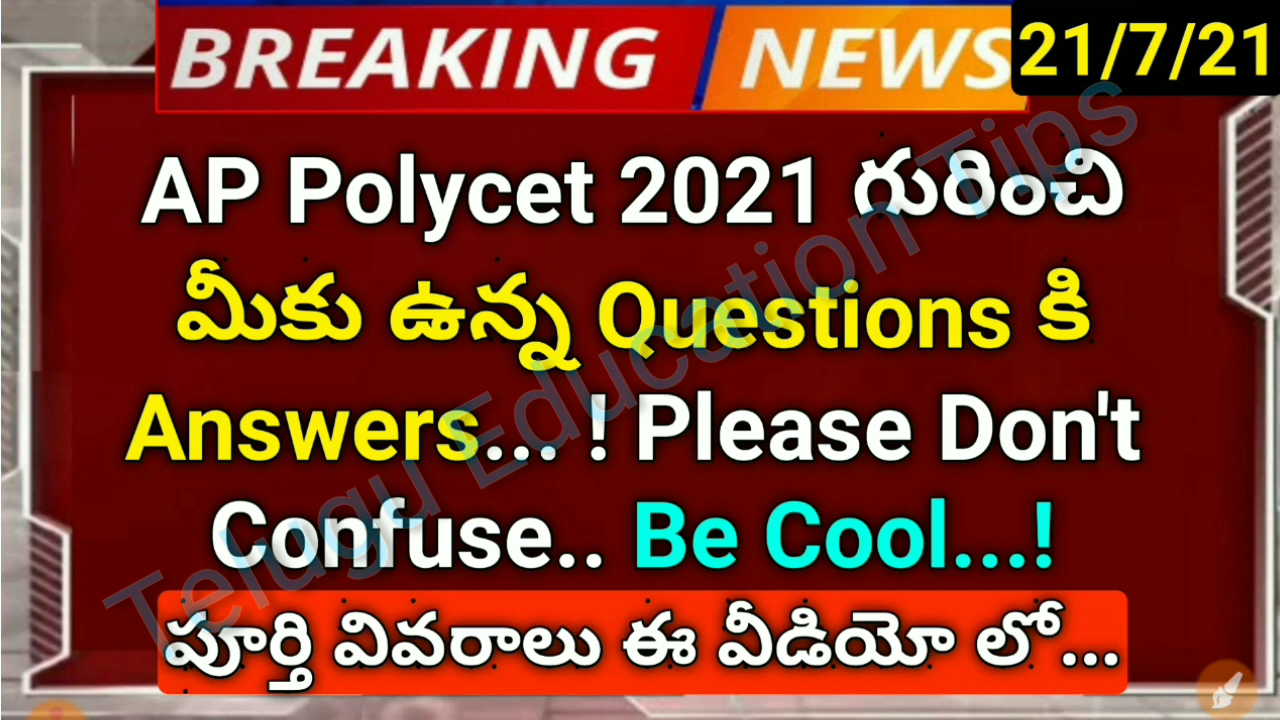 BREAKING NEWS
21/7/21
AP Polycet 2021 గురించి
మీకు ఉన్న Questions కి
Answers... ! Please Don't
Confuse.. Be Cool...!
పూర్తి వివరాలు ఈ వీడియో లో...
Telugu Education Tips